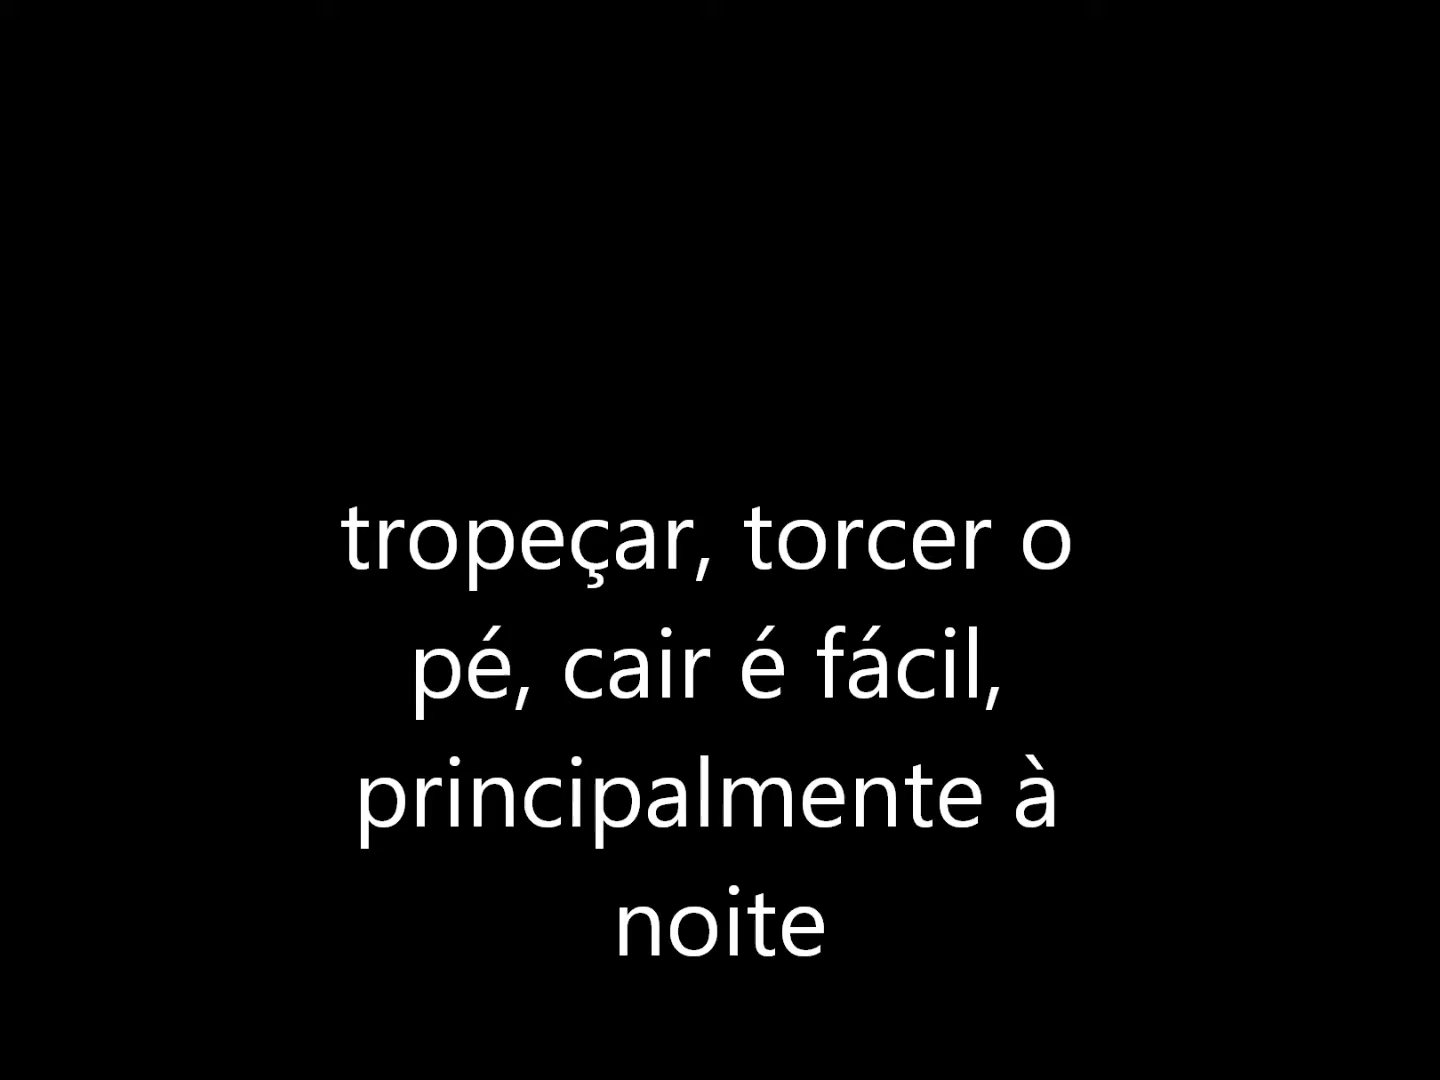 tropeçar, torcer o
pé, cair é fácil,
principalmente à
noite